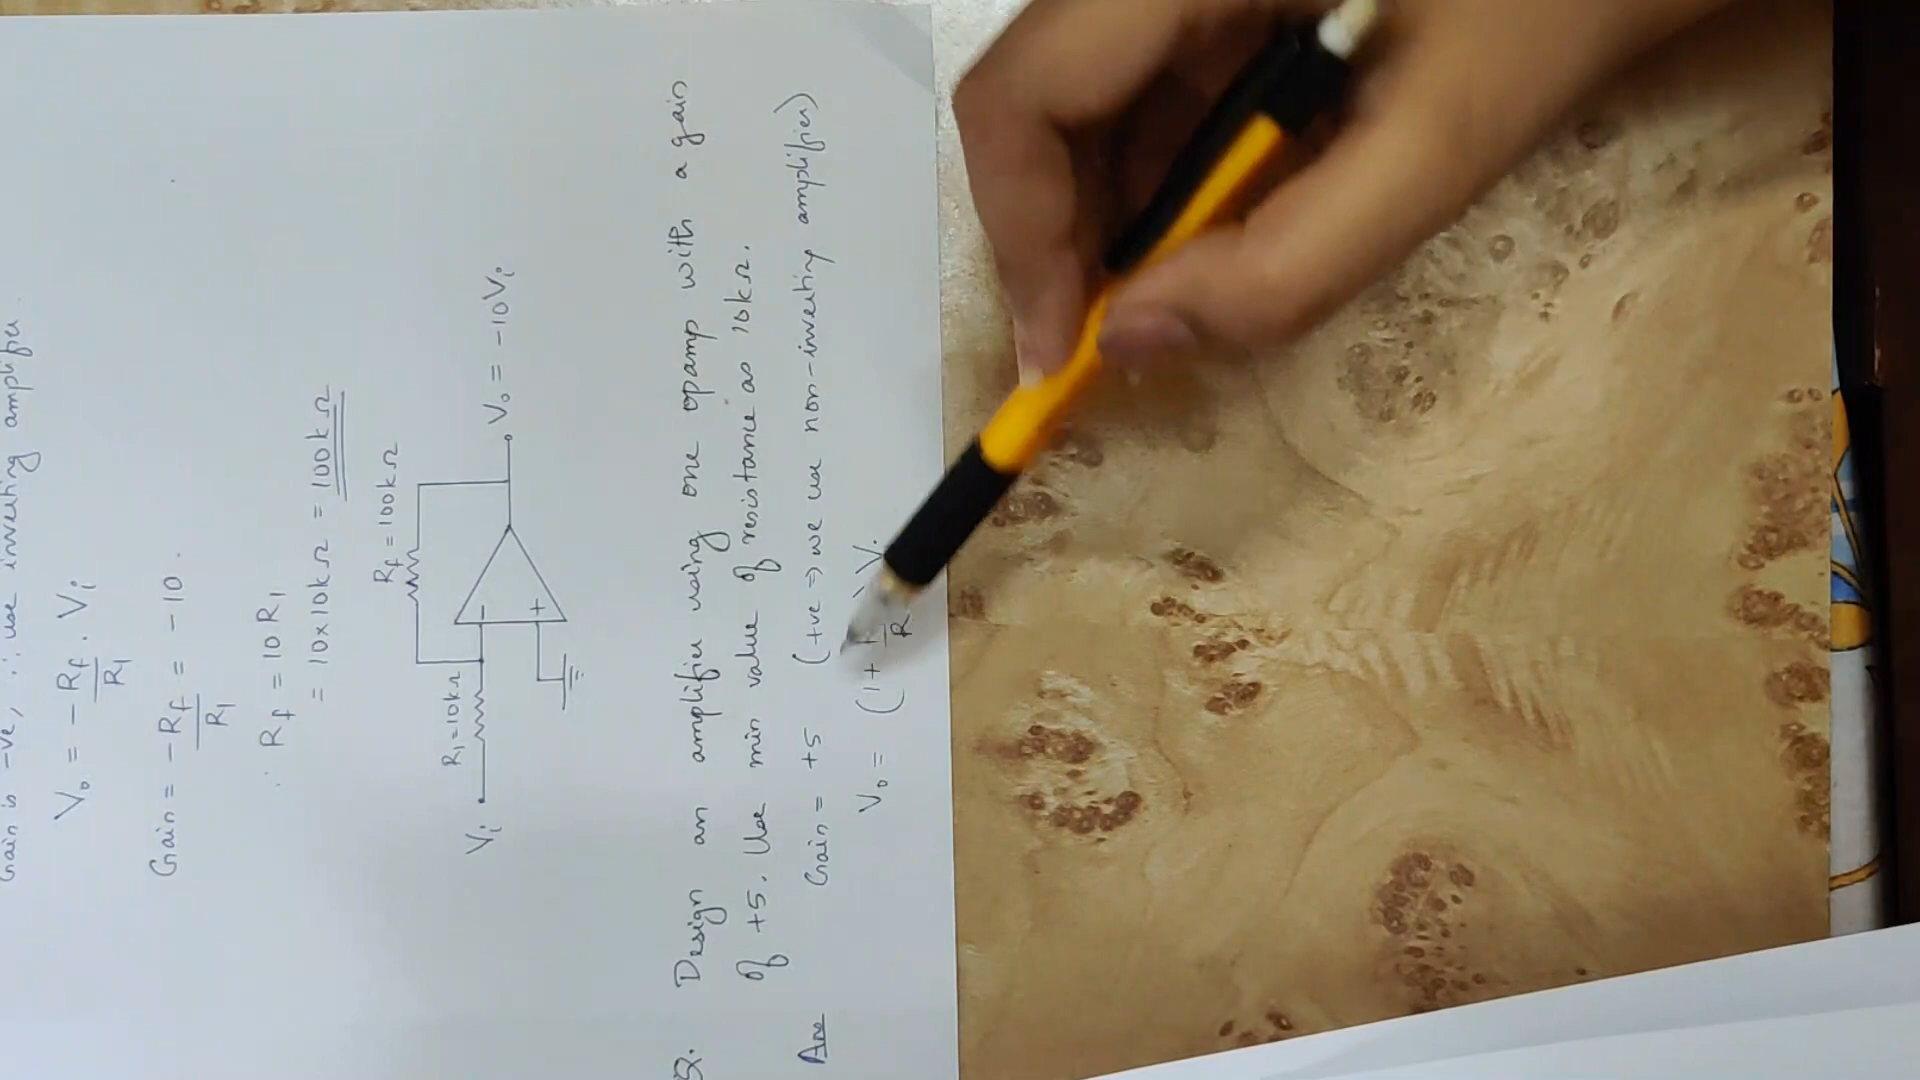 Gain is -ve, ∴ use inverting amplifier.
V₀ = - Rf/R₁ . Vi
Gain = - Rf/R₁ = -10.
∴ Rf = 10 R₁
= 10 x 10kΩ = 100kΩ
Rf = 100kΩ
R₁ = 10kΩ
Vi
-
+
V₀ = -10Vi
Q. Design an amplifier using one opamp with a gain
of +5. Use min value of resistance as 10kΩ.
Ans Gain = +5 (+ve ⇒ we use non-inverting amplifier)
V₀ = (1 +